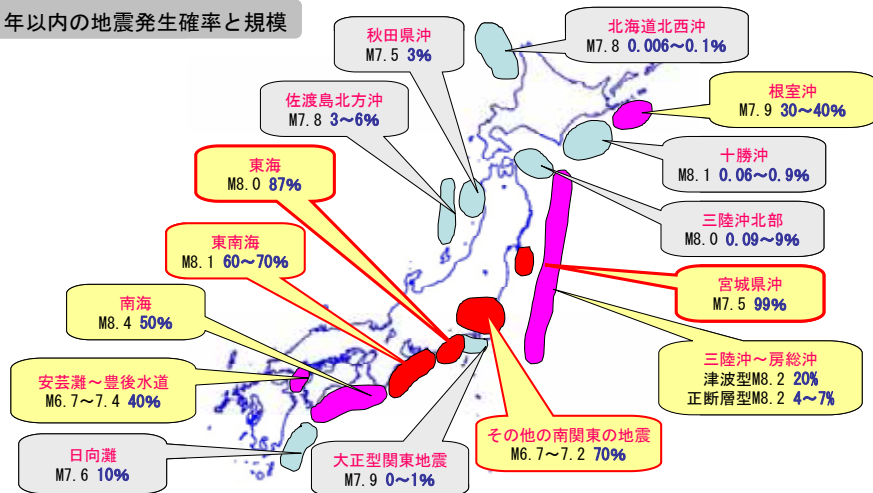 年以内の地震発生確率と規模
北海道北西沖
M7.8 0.006～0.1%
秋田県沖
M7.5 3%
根室沖
M7.9 30～40%
佐渡島北方沖
M7.8 3～6%
十勝沖
M8.1 0.06～0.9%
東海
M8.0 87%
三陸沖北部
M8.0 0.09～9%
東南海
M8.1 60～70%
宮城県沖
M7.5 99%
南海
M8.4 50%
三陸沖～房総沖
津波型M8.2 20%
正断層型M8.2 4～7%
安芸灘～豊後水道
M6.7～7.4 40%
その他の南関東の地震
M6.7～7.2 70%
日向灘
M7.6 10%
大正型関東地震
M7.9 0～1%